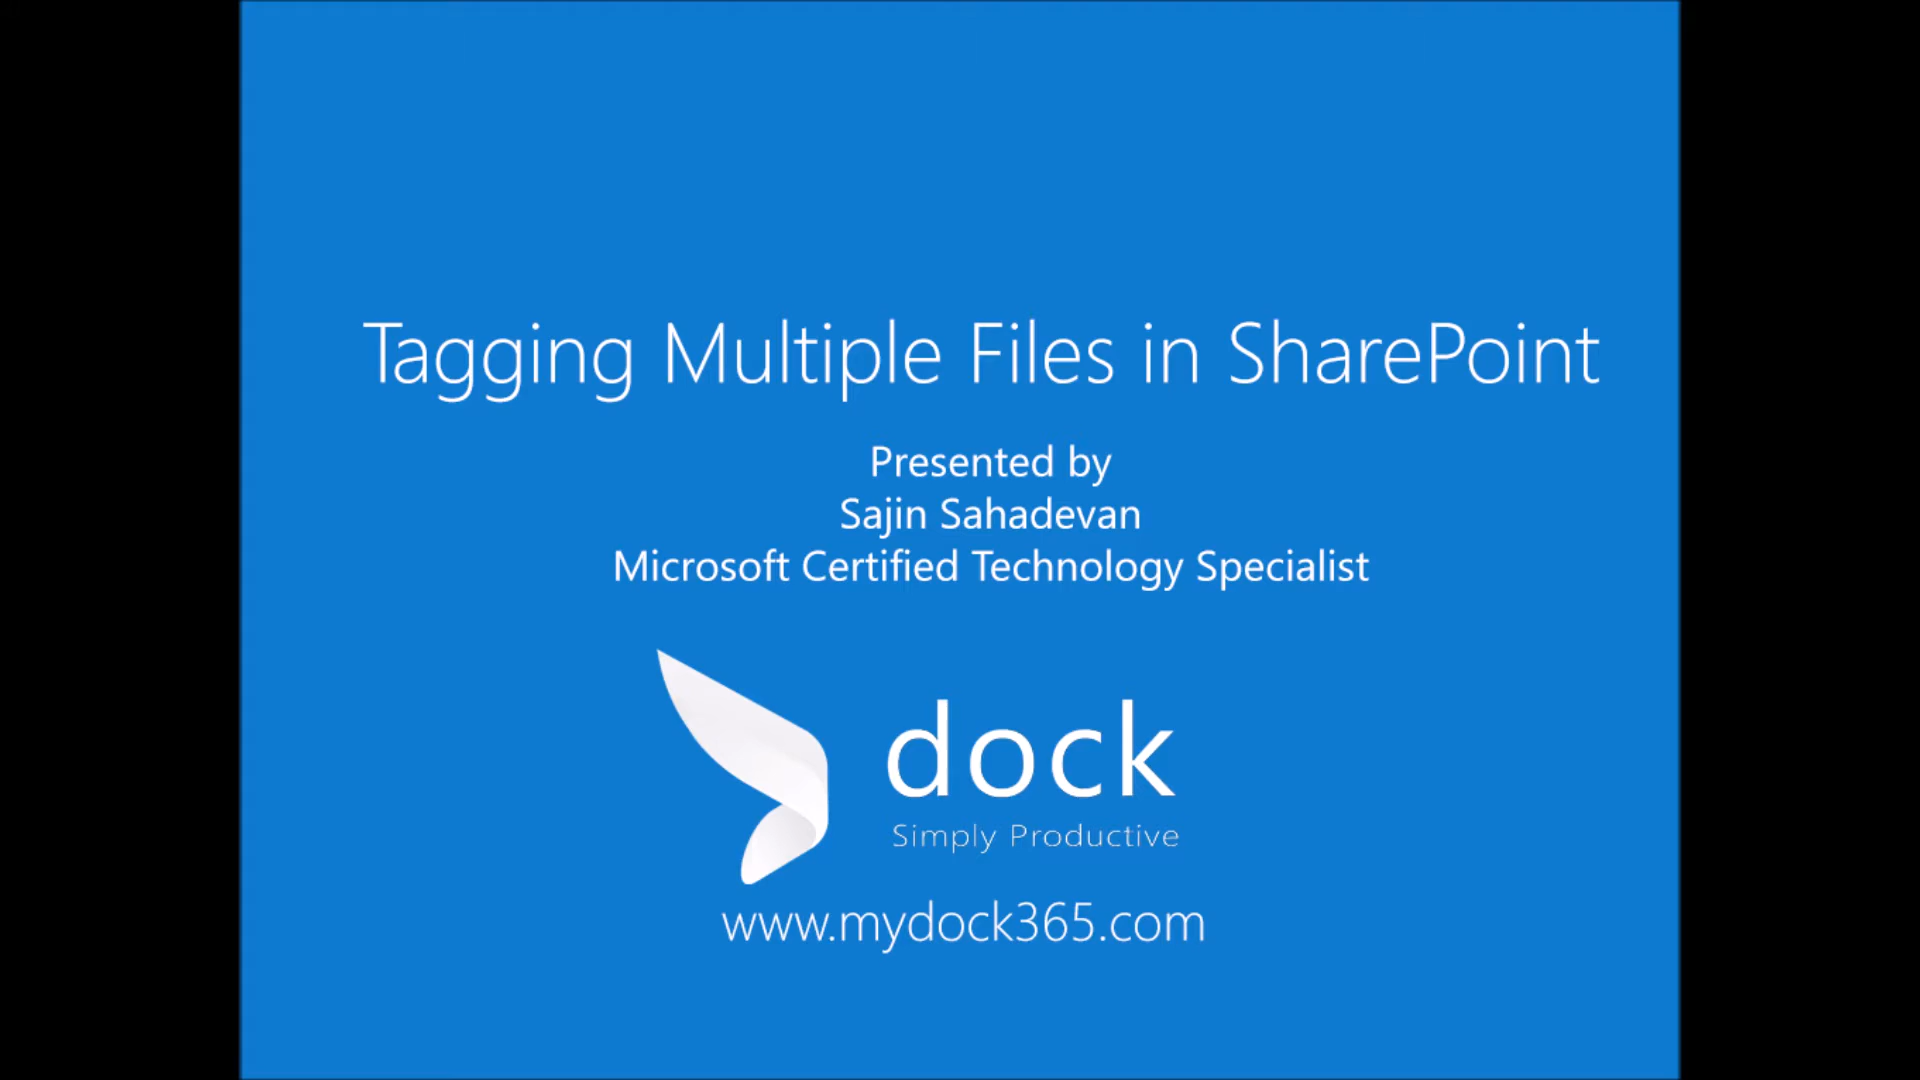 Tagging Multiple Files in SharePoint
Presented by
Sajin Sahadevan
Microsoft Certified Technology Specialist
dock
Simply Productive
www.mydock365.com